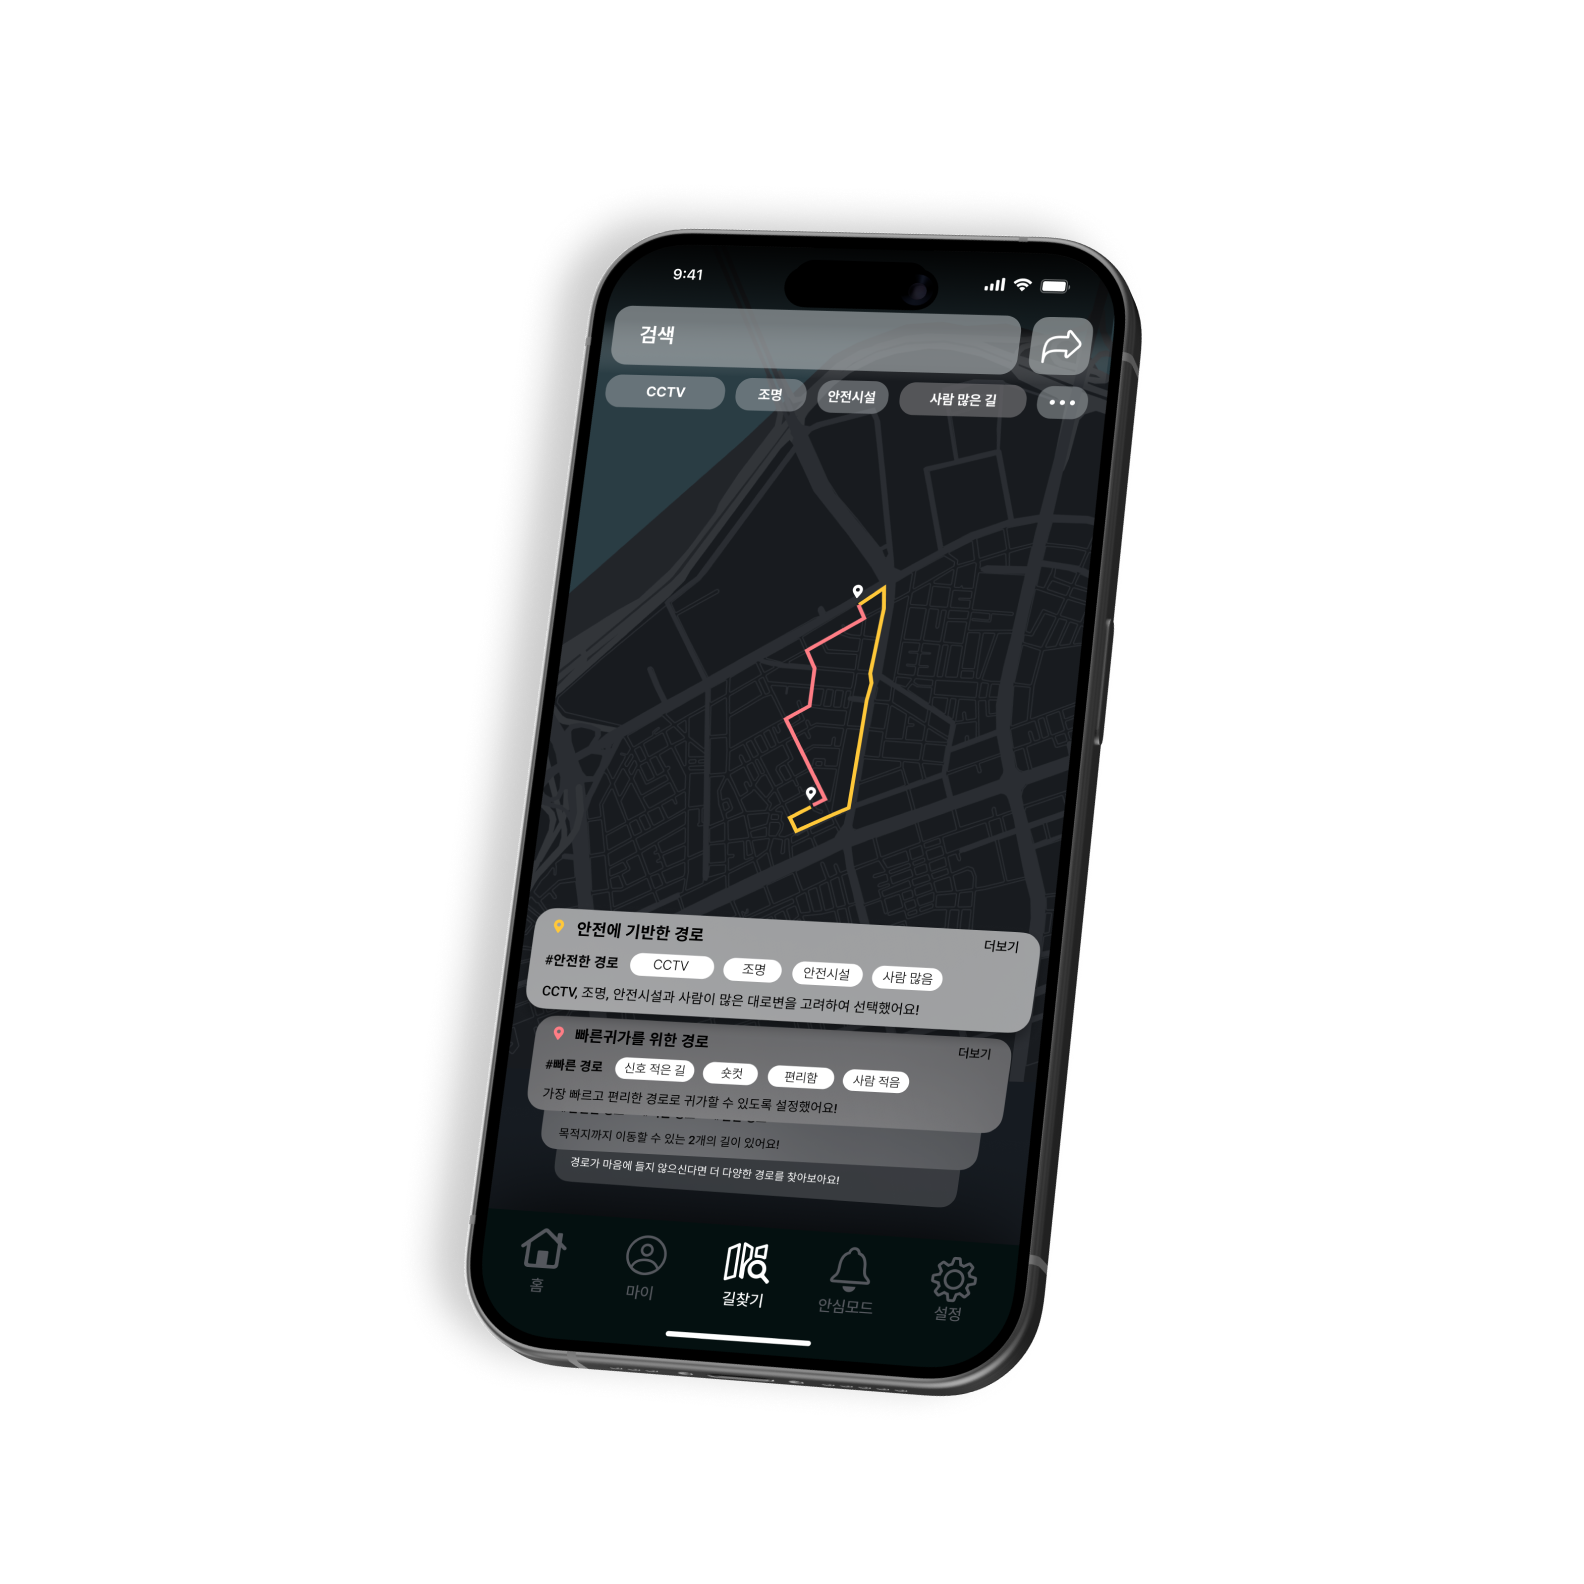 9:41
검색
CCTV 조명 안전시설 사람 많은 길
안전에 기반한 경로 더보기
#안전한 경로 CCTV 조명 안전시설 사람 많음
CCTV, 조명, 안전시설과 사람이 많은 대로변을 고려하여 선택했어요!
빠른귀가를 위한 경로 더보기
#빠른 경로 신호 적은 길 숏컷 편리함 사람 적음
가장 빠르고 편리한 경로로 귀가할 수 있도록 설정했어요!
목적지까지 이동할 수 있는 2개의 길이 있어요!
경로가 마음에 들지 않으신다면 더 다양한 경로를 찾아보아요!
홈 마이 길찾기 안심모드 설정